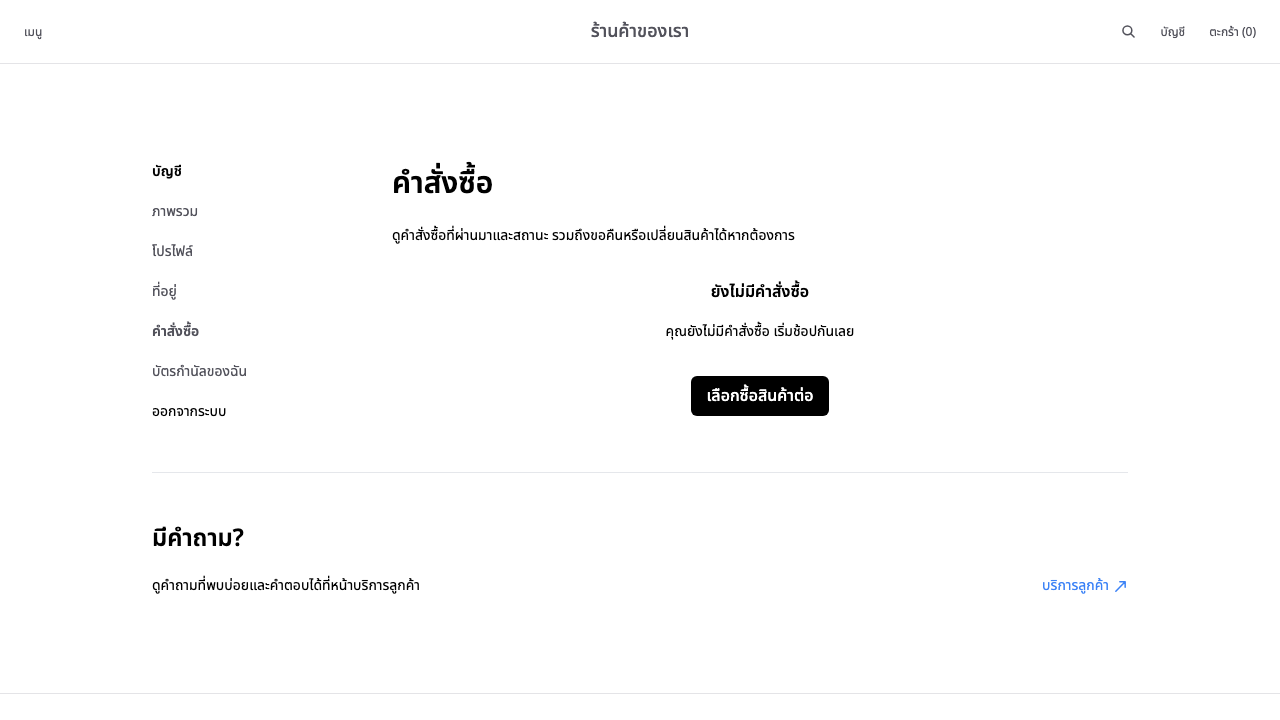 เมนู
ร้านค้าของเรา
บัญชี
ตะกร้า (0)
บัญชี
ภาพรวม
โปรไฟล์
ที่อยู่
คำสั่งซื้อ
บัตรกำนัลของฉัน
ออกจากระบบ
คำสั่งซื้อ
ดูคำสั่งซื้อที่ผ่านมาและสถานะ รวมถึงขอคืนหรือเปลี่ยนสินค้าได้หากต้องการ
ยังไม่มีคำสั่งซื้อ
คุณยังไม่มีคำสั่งซื้อ เริ่มช้อปกันเลย
เลือกซื้อสินค้าต่อ
มีคำถาม?
ดูคำถามที่พบบ่อยและคำตอบได้ที่หน้าบริการลูกค้า
บริการลูกค้า